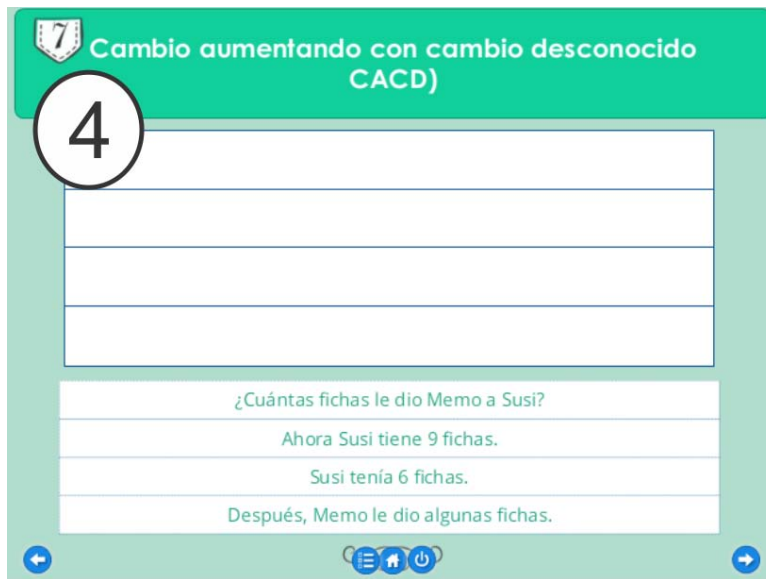 7
Cambio aumentando con cambio desconocido
CACD)
4
¿Cuántas fichas le dio Memo a Susi?
Ahora Susi tiene 9 fichas.
Susi tenía 6 fichas.
Después, Memo le dio algunas fichas.